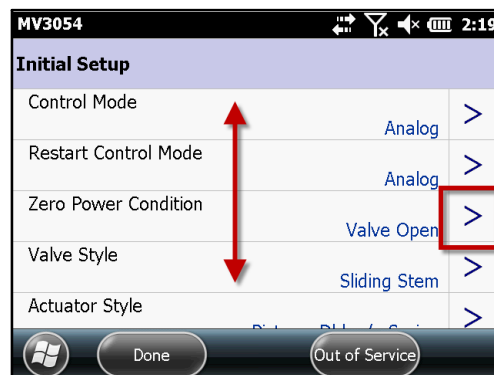 MV3054 2:19
Initial Setup
Control Mode
Analog
Restart Control Mode
Analog
Zero Power Condition
Valve Open
Valve Style
Sliding Stem
Actuator Style
Done Out of Service